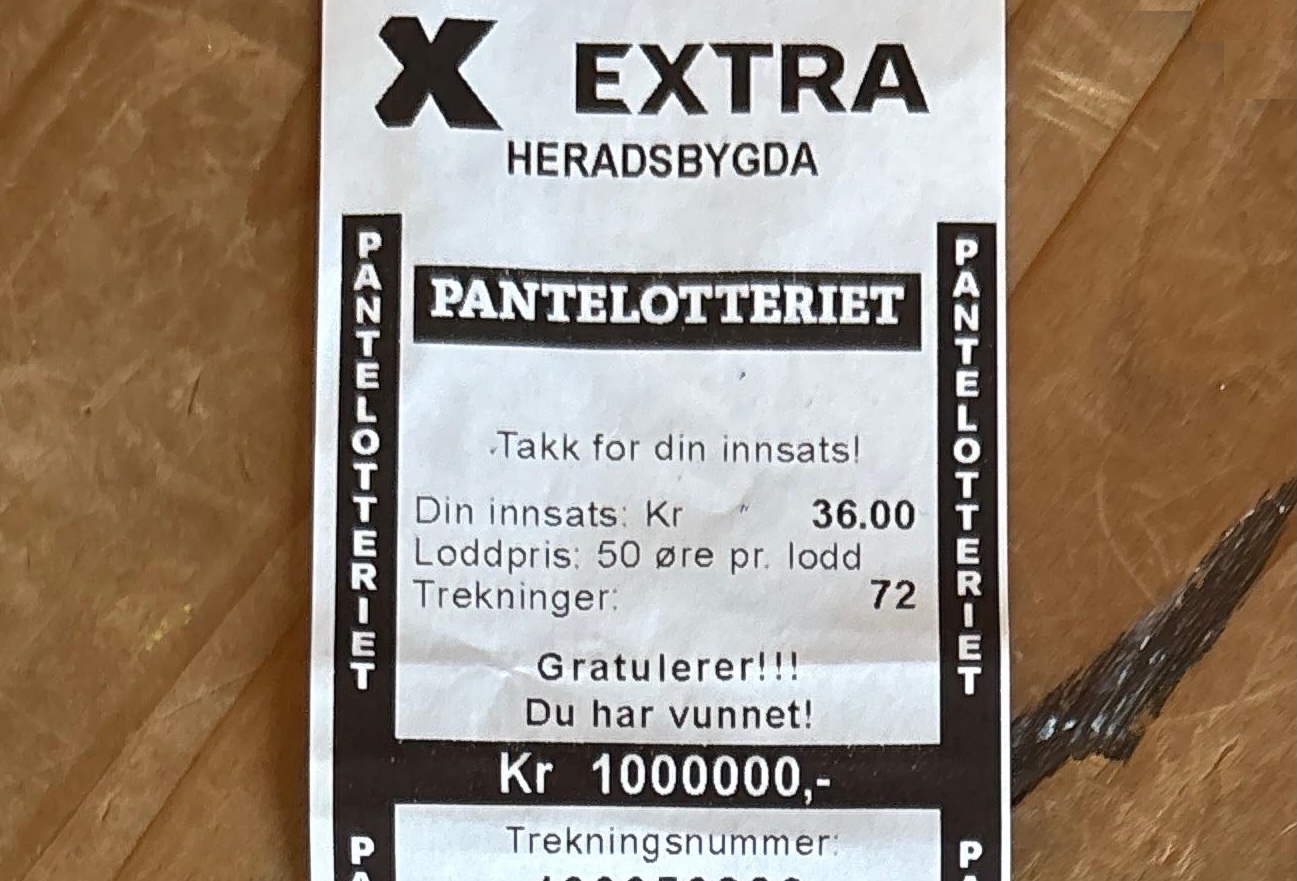 X EXTRA
HERADSBYGDA
PANTELOTTERIET
PANTELOTTERIET
PANTELOTTERIET
Takk for din innsats!
Din innsats: Kr 36.00
Loddpris: 50 øre pr. lodd
Trekninger: 72
Gratulerer!!!
Du har vunnet!
Kr 1000000,-
Trekningsnummer: